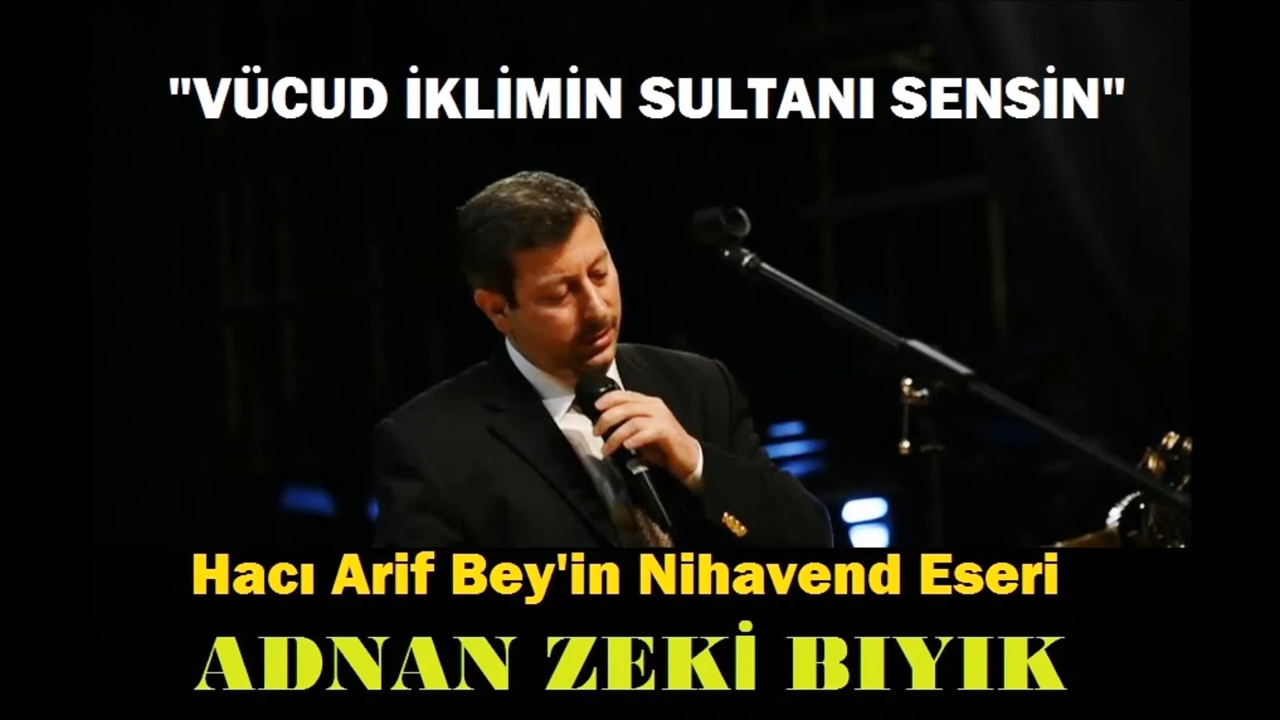 "VÜCUD İKLİMİN SULTANI SENSİN"
Hacı Arif Bey'in Nihavend Eseri
ADNAN ZEKİ BIYIK